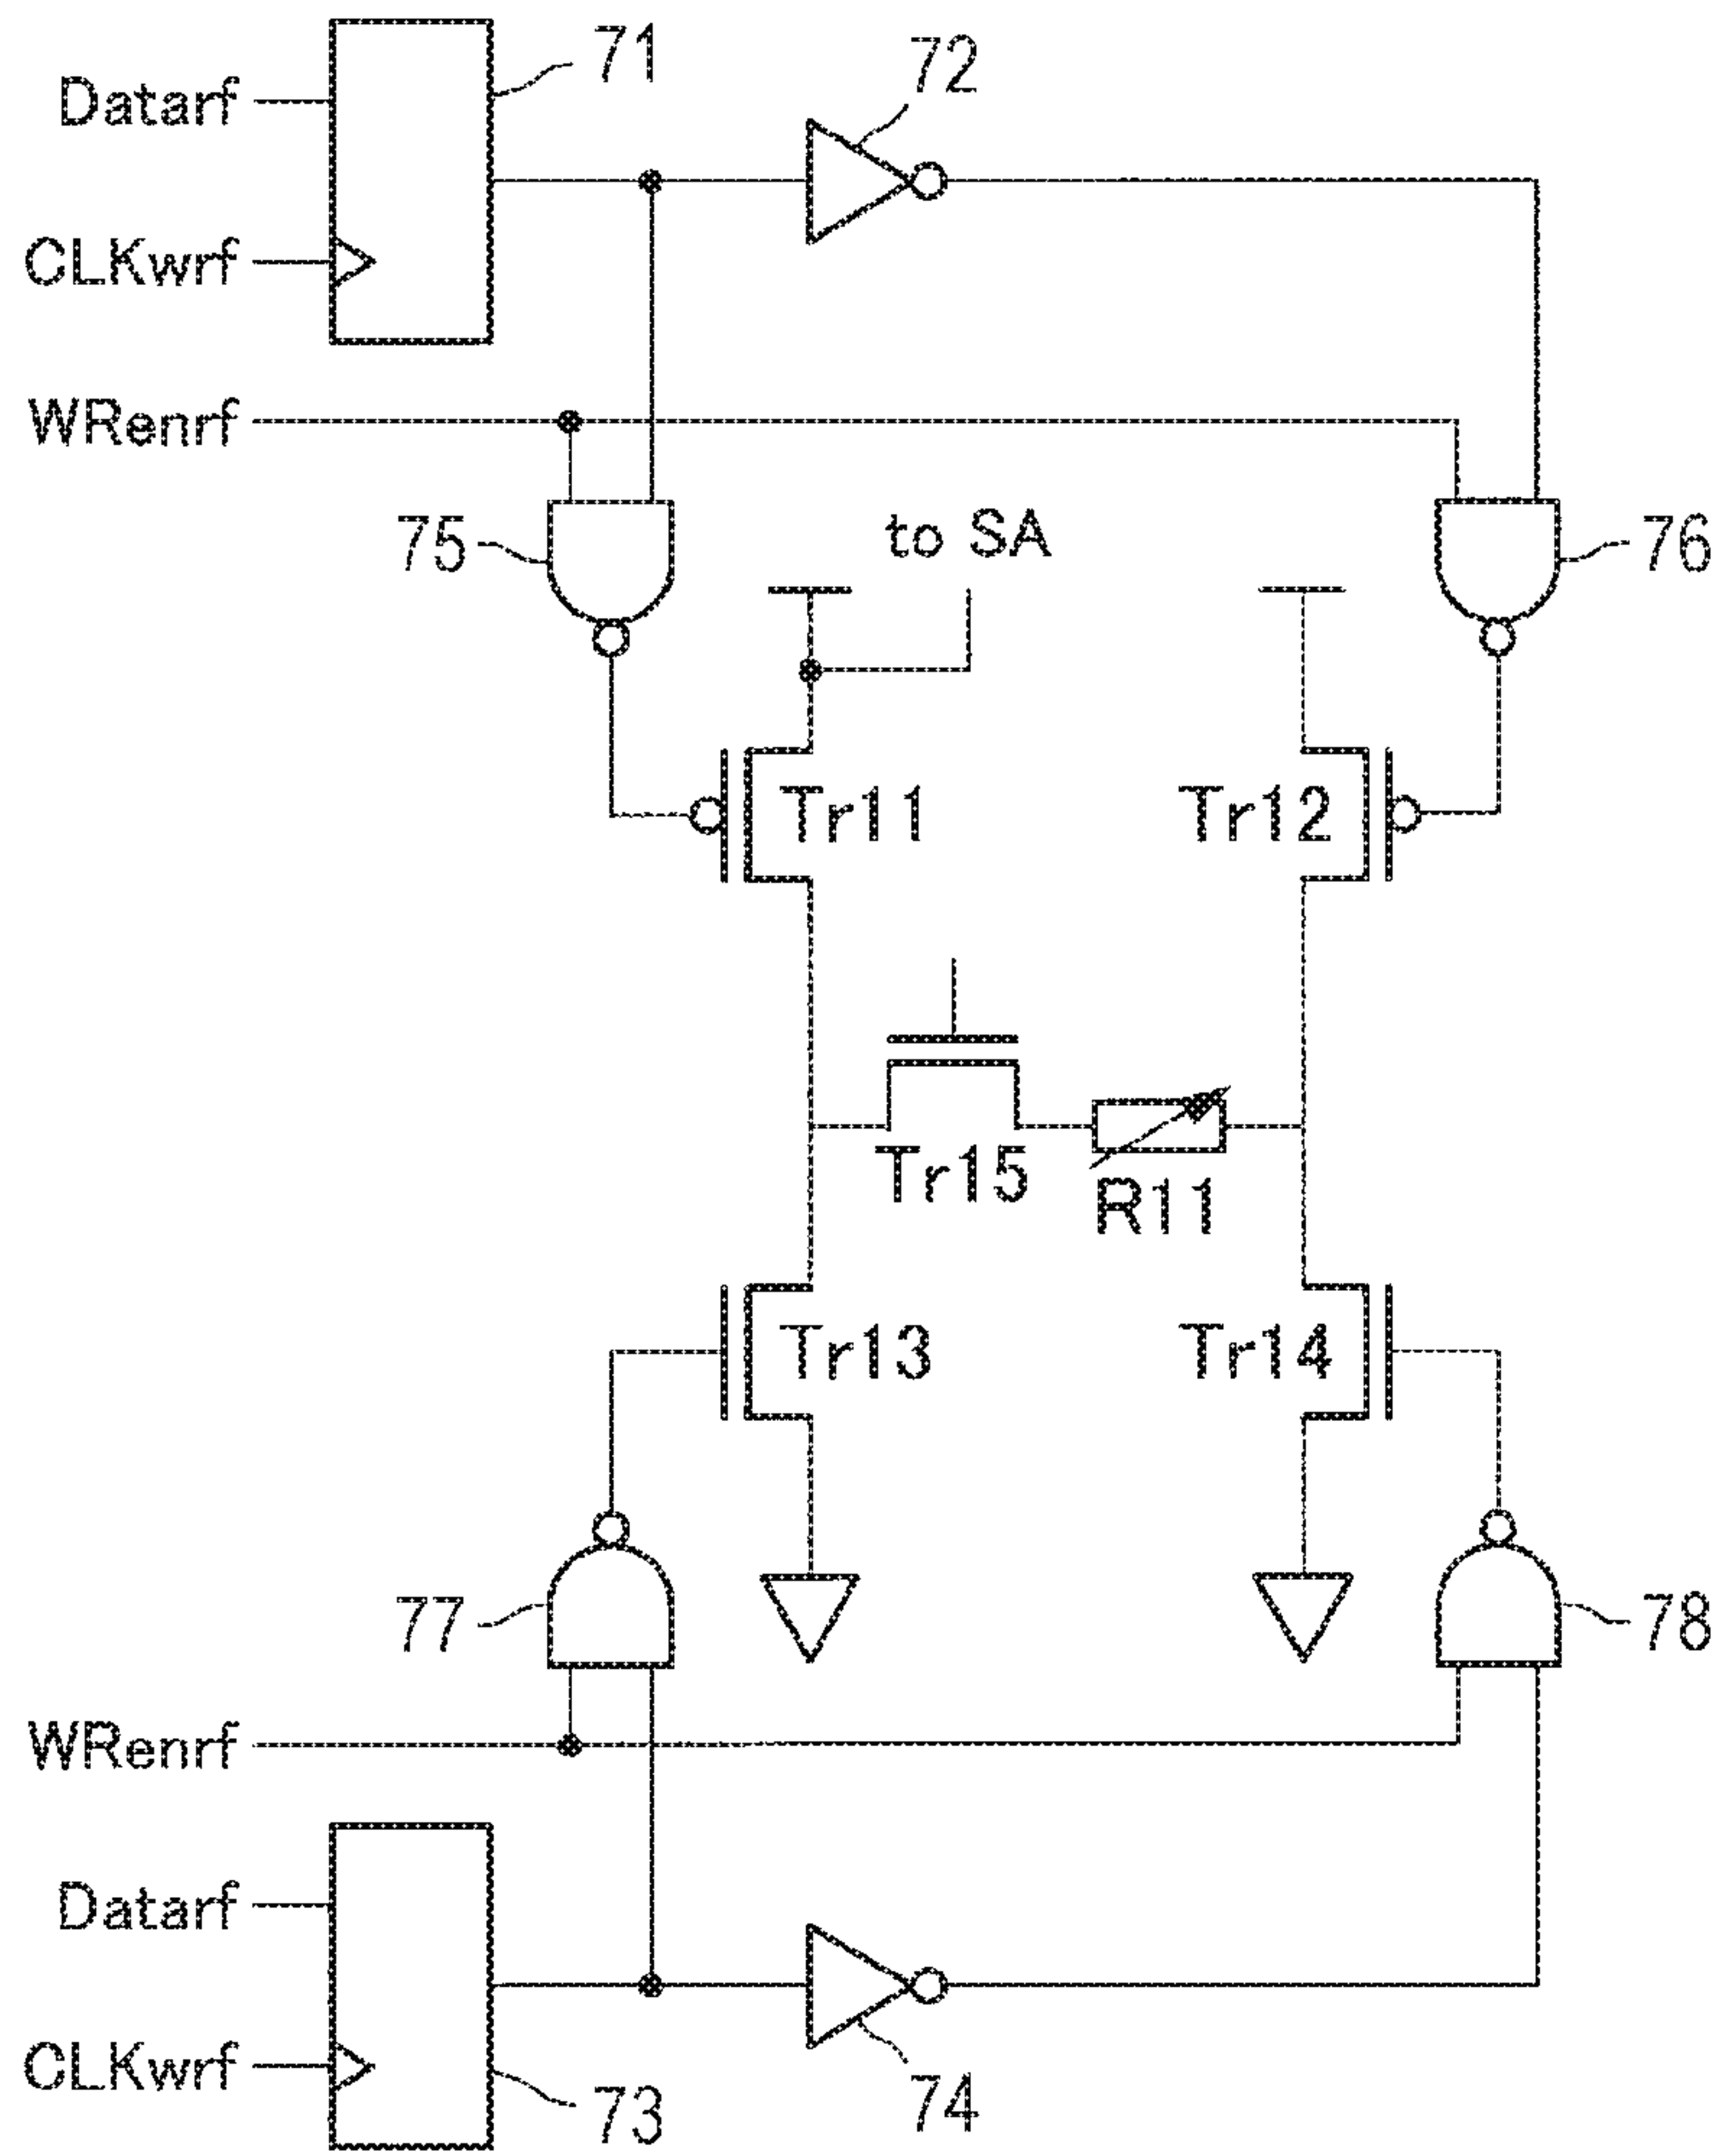 71
72
Datarf
CLKwrf
WRenrf
75
to SA
76
Tr11
Tr12
Tr15
R11
Tr13
Tr14
77
78
WRenrf
Datarf
CLKwrf
73
74